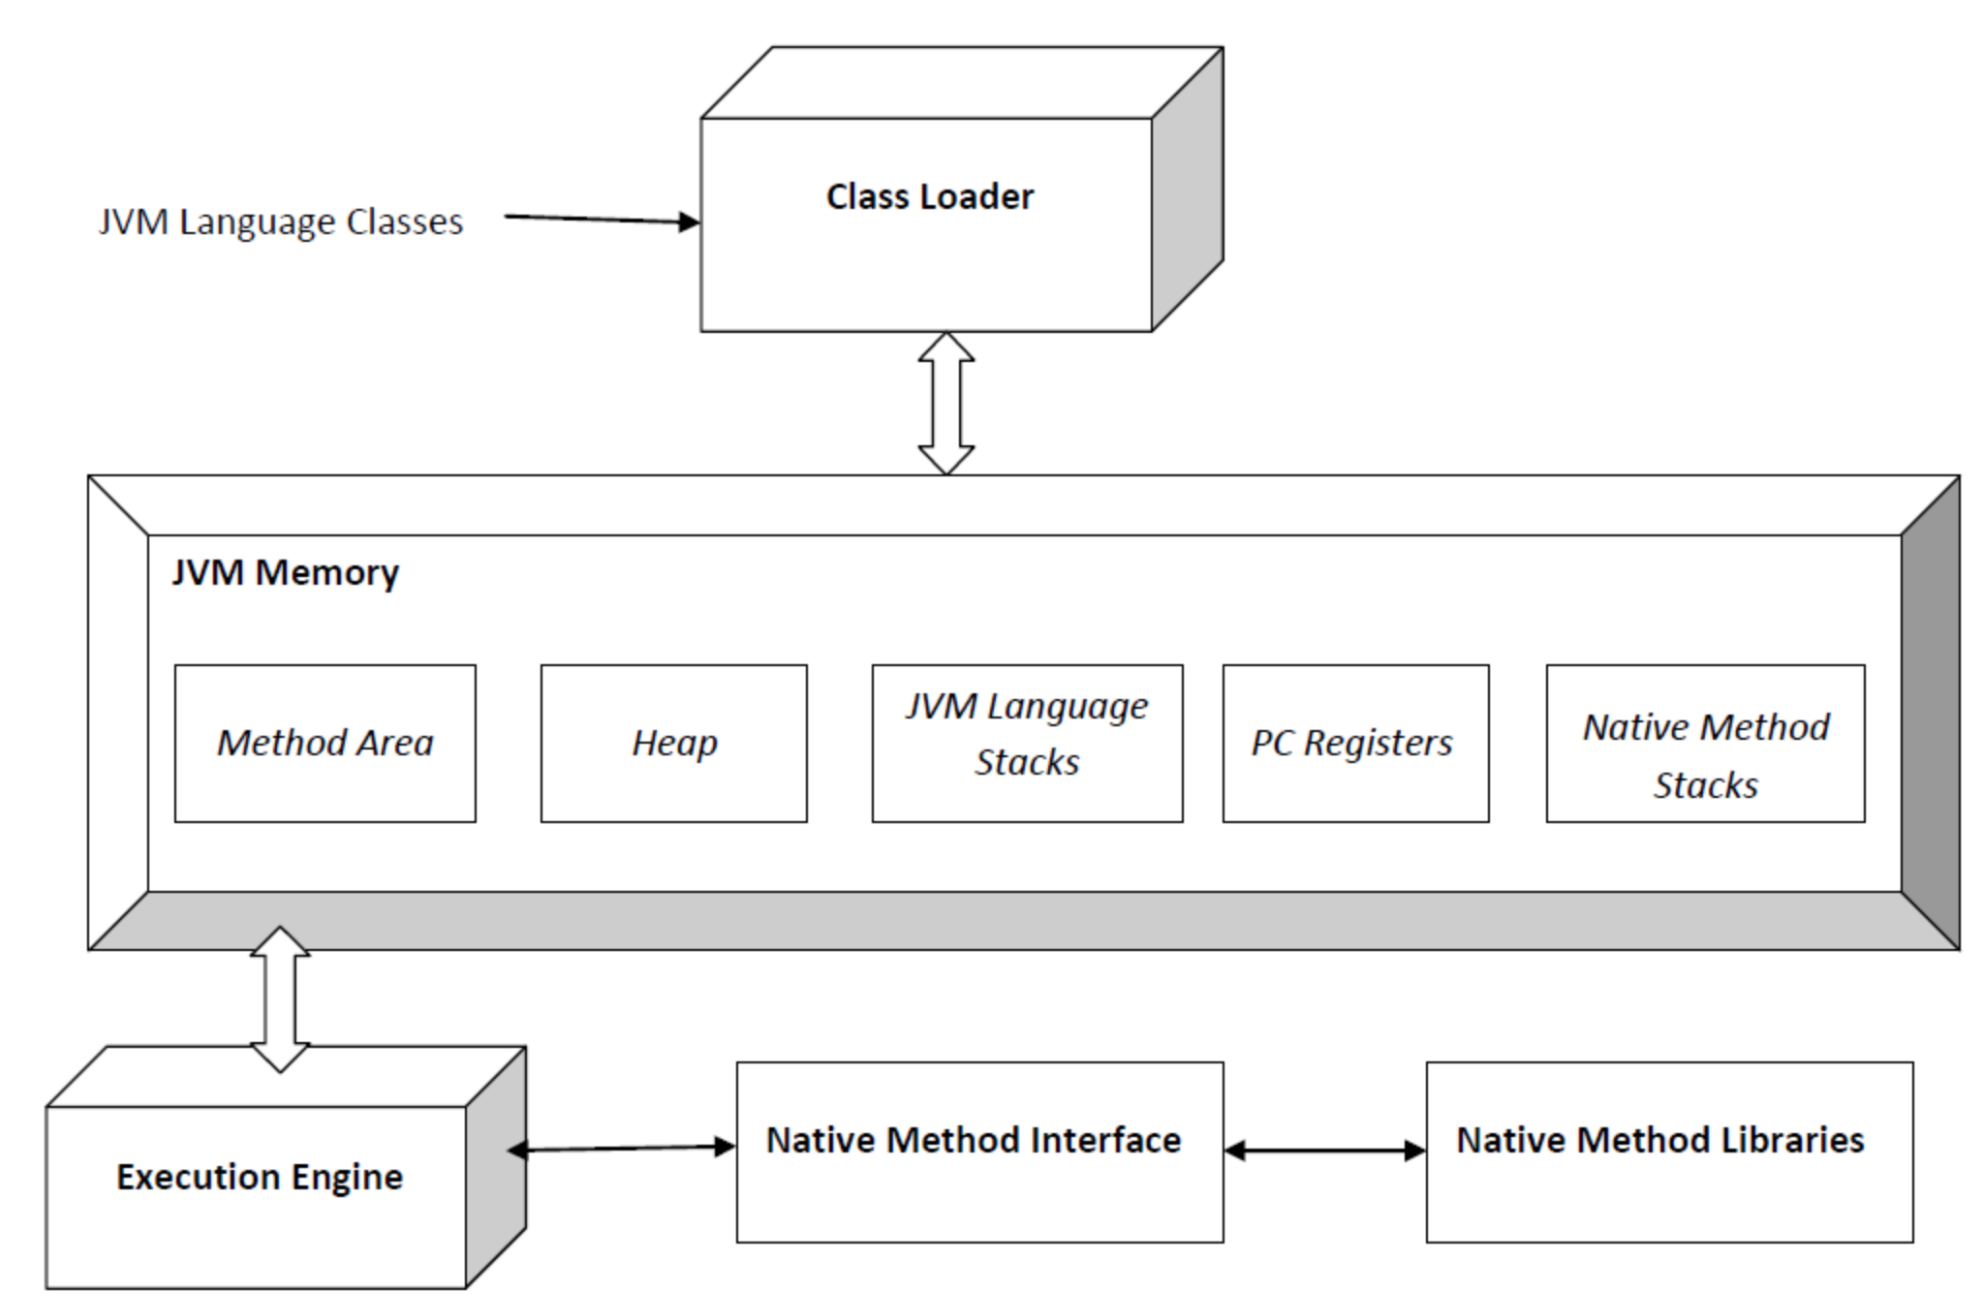 Class Loader
JVM Language Classes
JVM Memory
Method Area
Heap
JVM Language
Stacks
PC Registers
Native Method
Stacks
Execution Engine
Native Method Interface
Native Method Libraries